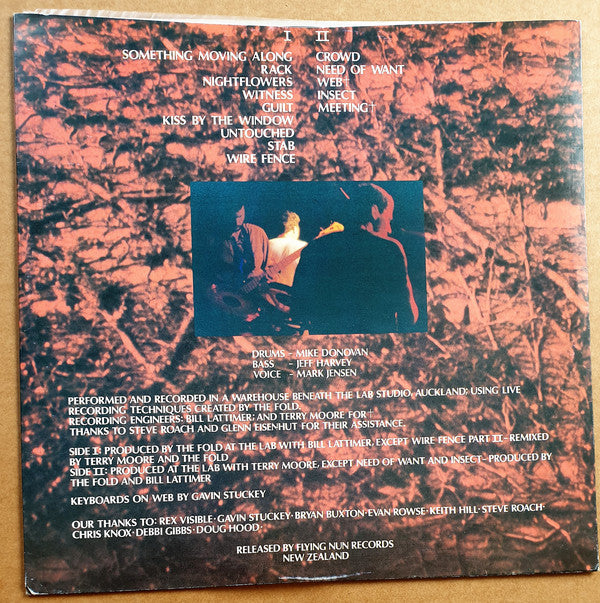 I
SOMETHING MOVING ALONG
RACK
NIGHTFLOWERS
WITNESS
GUILT
KISS BY THE WINDOW
UNTOUCHED
STAB
WIRE FENCE
II
CROWD
NEED OF WANT
WEB†
INSECT
MEETING†
DRUMS – MIKE DONOVAN
BASS – JEFF HARVEY
VOICE – MARK JENSEN
PERFORMED AND RECORDED IN A WAREHOUSE BENEATH THE LAB STUDIO, AUCKLAND; USING LIVE
RECORDING TECHNIQUES CREATED BY THE FOLD.
RECORDING ENGINEERS: BILL LATTIMER; AND TERRY MOORE FOR†
THANKS TO STEVE ROACH AND GLENN EISENHUT FOR THEIR ASSISTANCE.
SIDE I: PRODUCED BY THE FOLD AT THE LAB WITH BILL LATTIMER, EXCEPT WIRE FENCE PART II–REMIXED
BY TERRY MOORE AND THE FOLD
SIDE II: PRODUCED AT THE LAB WITH TERRY MOORE, EXCEPT NEED OF WANT AND INSECT–PRODUCED BY
THE FOLD AND BILL LATTIMER
KEYBOARDS ON WEB BY GAVIN STUCKEY
OUR THANKS TO: REX VISIBLE· GAVIN STUCKEY· BRYAN BUXTON· EVAN ROWSE· KEITH HILL· STEVE ROACH·
CHRIS KNOX· DEBBI GIBBS· DOUG HOOD·
RELEASED BY FLYING NUN RECORDS
NEW ZEALAND